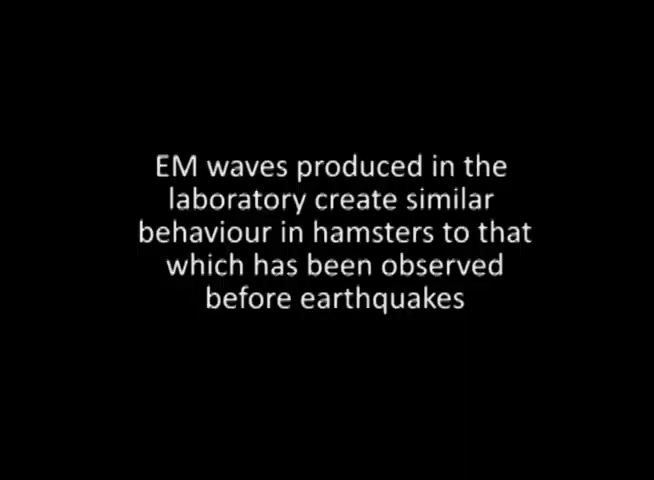 EM waves produced in the
laboratory create similar
behaviour in hamsters to that
which has been observed
before earthquakes